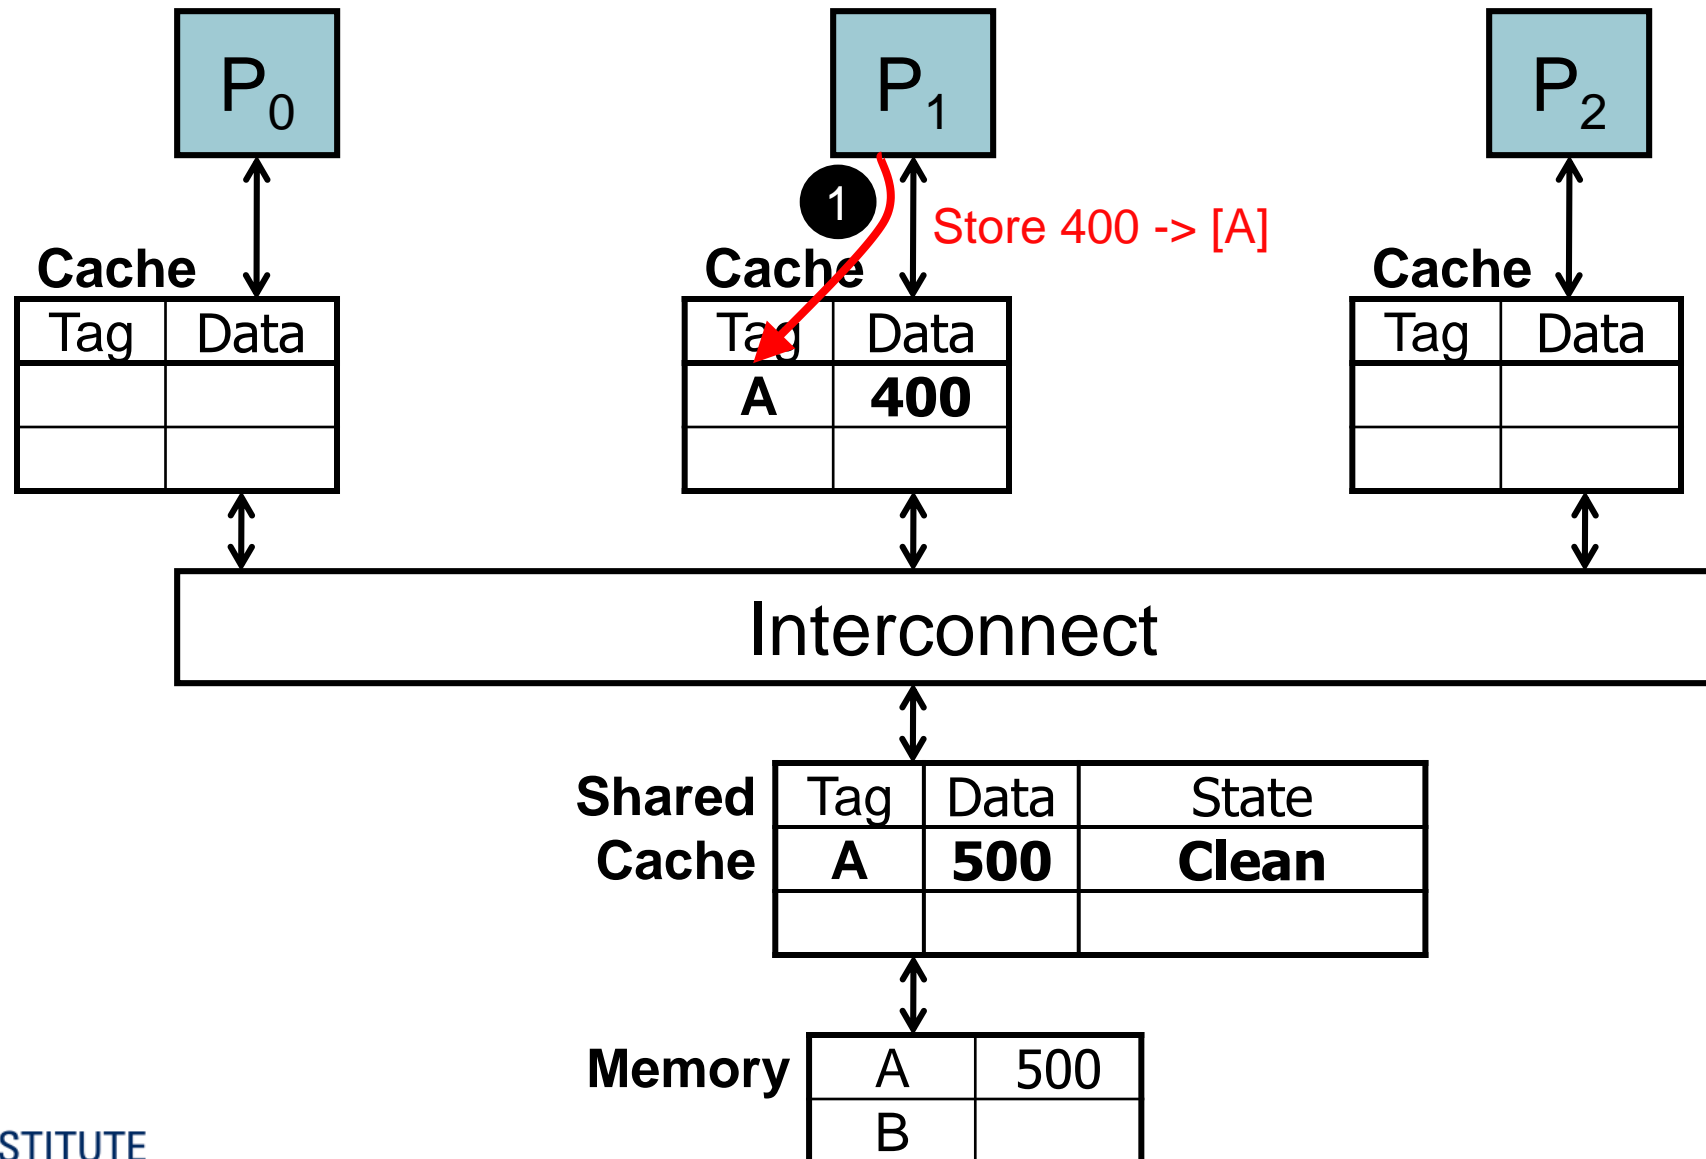 P0 P1 P2
1
Store 400 -> [A]
Cache Cache Cache
Tag Data Tag Data Tag Data
A 400
Interconnect
Shared Tag Data State
Cache A 500 Clean
Memory A 500
B
STITUTE